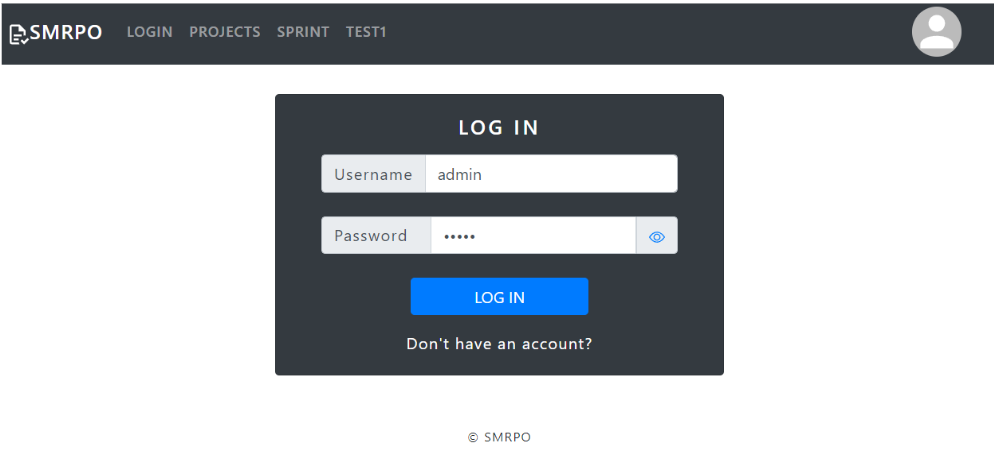 SMRPO LOGIN PROJECTS SPRINT TEST1
LOG IN
Username admin
Password •••••
LOG IN
Don't have an account?
© SMRPO